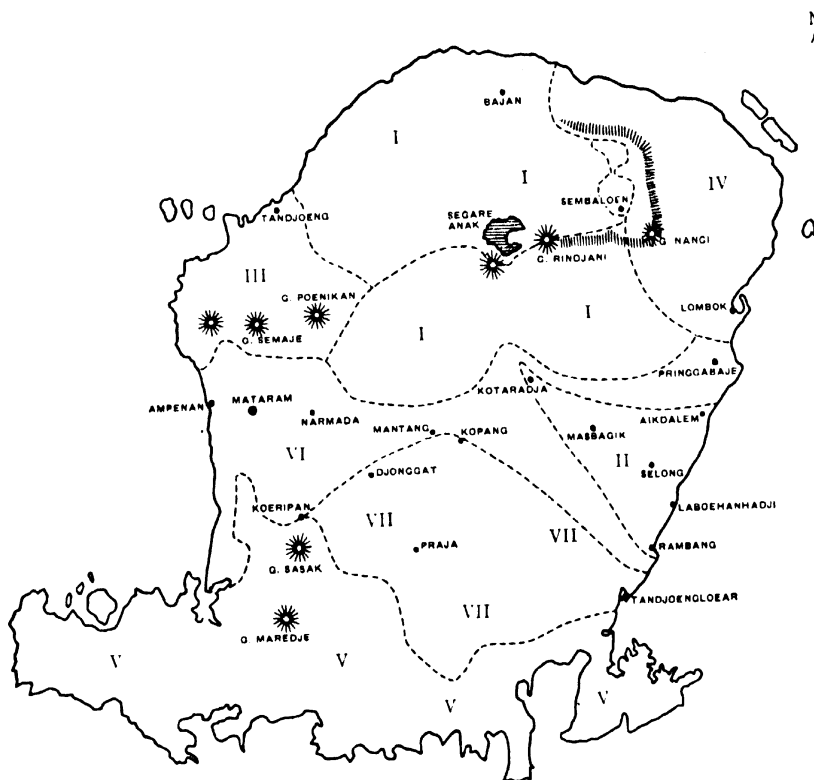 N
BAJAN
I
I
IV
SEMBALOEN
TANDJOENG
SEGARE
ANAK
G. NANGI
G. RINDJANI
III
G. POENIKAN
LOMBOK
I
G. SEMAJE
I
PRINGGABAJE
KOTARADJA
AMPENAN
MATARAM
NARMADA
AIKDALEM
MANTANG
KOPANG
MASBAGIK
VI
II
DJONGGAT
SELONG
KOERIPAN
LABOEHANHADJI
VII
VII
PRAJA
RAMBANG
G. SASAK
TANDJOENGLOEAR
VII
G. MAREDJE
V
V
V
V